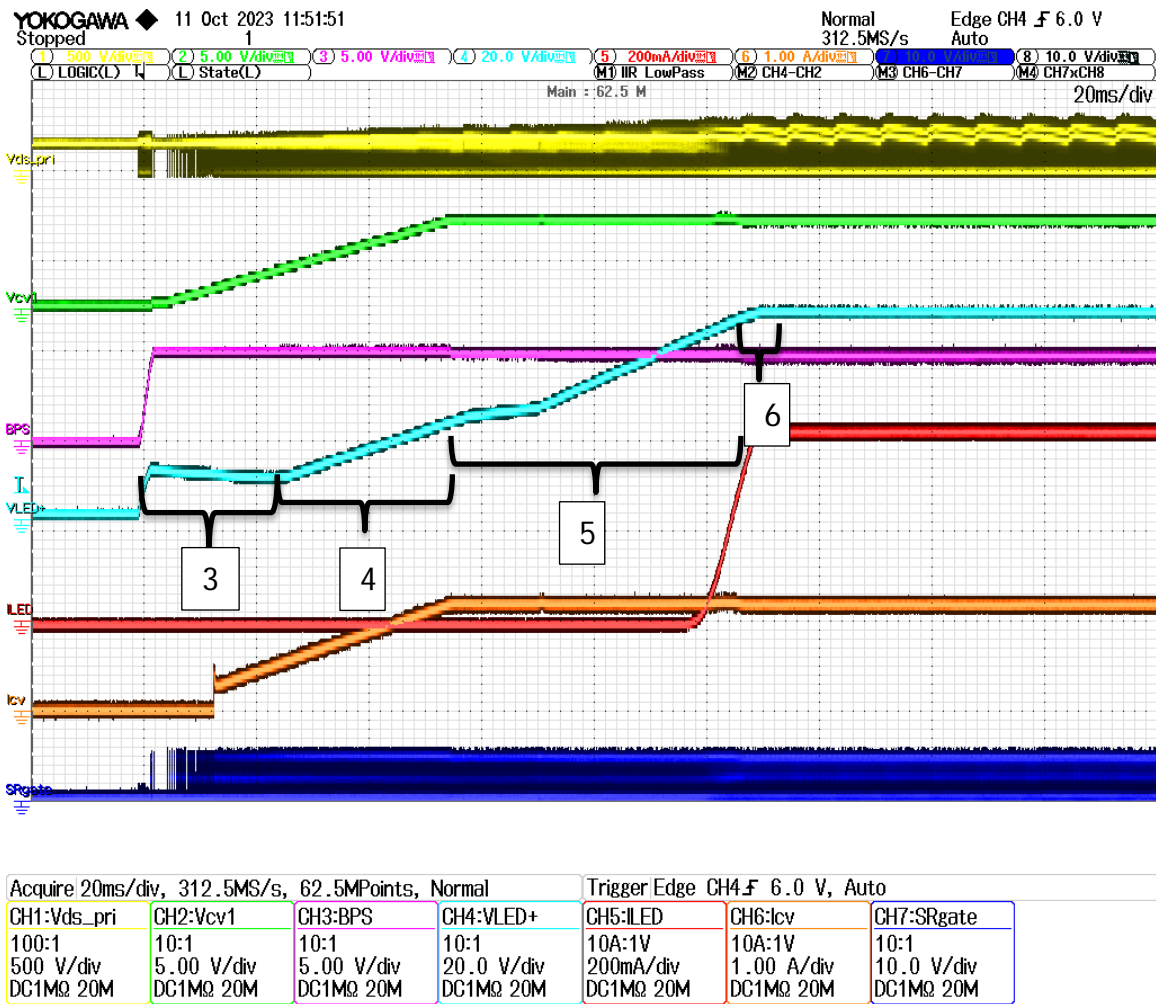 YOKOGAWA ◆ 11 Oct 2023 11:51:51 Normal Edge CH4 Ƒ 6.0 V
Stopped 1 312.5MS/s Auto
1 500 V/div 2 5.00 V/div 3 5.00 V/div 4 20.0 V/div 5 200mA/div 6 1.00 A/div 7 10.0 V/div 8 10.0 V/div
(L) LOGIC(L) (L) State(L) (M1) IIR LowPass (M2) CH4-CH2 (M3) CH6-CH7 (M4) CH7xCH8
Main : 62.5 M 20ms/div
Vds_pri
Vcv1
BPS
VLED+
ILED
Icv
SRgate
3
4
5
6
Acquire 20ms/div, 312.5MS/s, 62.5MPoints, Normal Trigger Edge CH4 Ƒ 6.0 V, Auto
CH1:Vds_pri CH2:Vcv1 CH3:BPS CH4:VLED+ CH5:ILED CH6:Icv CH7:SRgate
100:1 10:1 10:1 10:1 10A:1V 10A:1V 10:1
500 V/div 5.00 V/div 5.00 V/div 20.0 V/div 200mA/div 1.00 A/div 10.0 V/div
DC1MΩ 20M DC1MΩ 20M DC1MΩ 20M DC1MΩ 20M DC1MΩ 20M DC1MΩ 20M DC1MΩ 20M